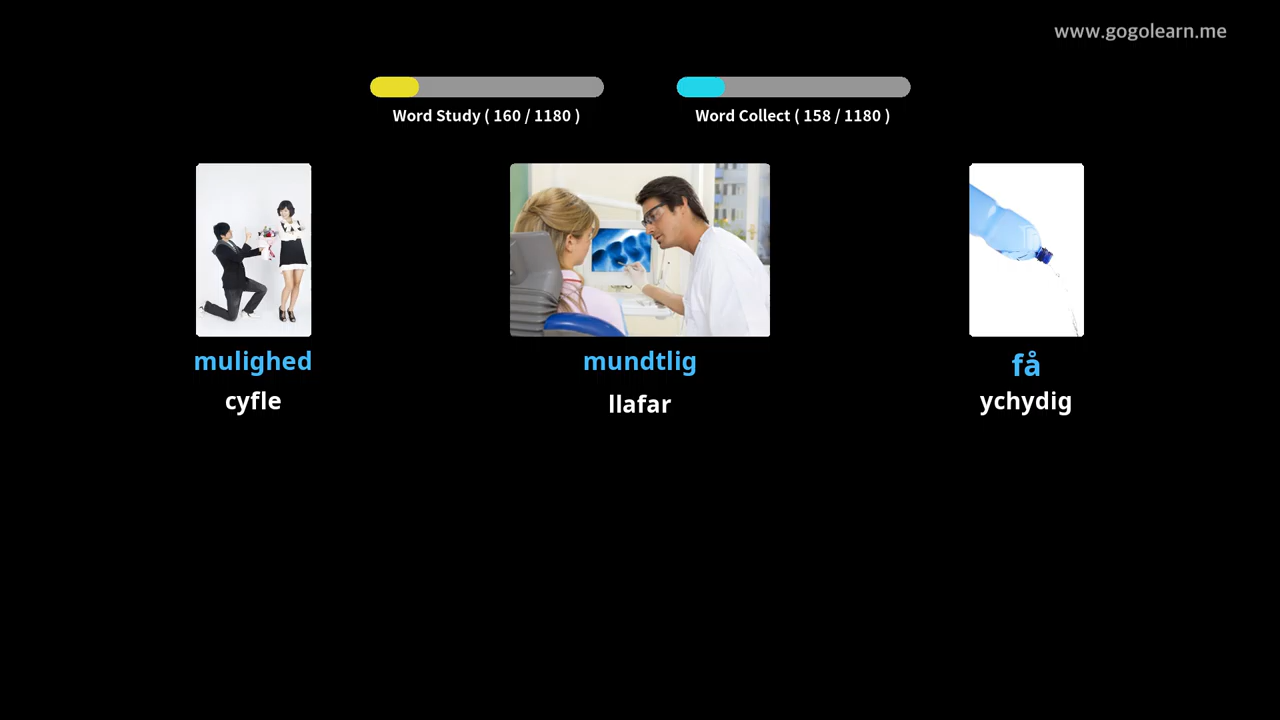 www.gogolearn.me
Word Study ( 160 / 1180 )
Word Collect ( 158 / 1180 )
mulighed
mundtlig
få
cyfle
llafar
ychydig